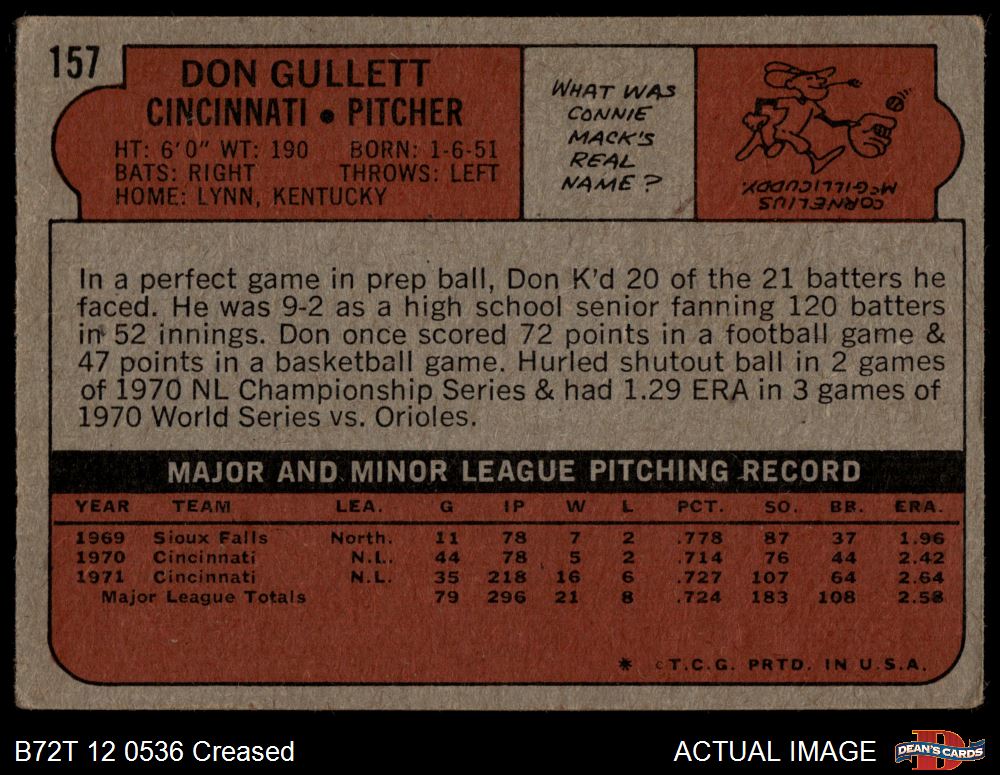 157
DON GULLETT
CINCINNATI • PITCHER
HT: 6'0" WT: 190 BORN: 1-6-51
BATS: RIGHT THROWS: LEFT
HOME: LYNN, KENTUCKY
WHAT WAS
CONNIE
MACK'S
REAL
NAME?
CORNELIUS
McGILLICUDDY.
In a perfect game in prep ball, Don K'd 20 of the 21 batters he
faced. He was 9-2 as a high school senior fanning 120 batters
in 52 innings. Don once scored 72 points in a football game &
47 points in a basketball game. Hurled shutout ball in 2 games
of 1970 NL Championship Series & had 1.29 ERA in 3 games of
1970 World Series vs. Orioles.
MAJOR AND MINOR LEAGUE PITCHING RECORD
YEAR TEAM LEA. G IP W L PCT. SO. BB. ERA.
1969 Sioux Falls North. 11 78 7 2 .778 87 37 1.96
1970 Cincinnati N.L. 44 78 5 2 .714 76 44 2.42
1971 Cincinnati N.L. 35 218 16 6 .727 107 64 2.64
Major League Totals 79 296 21 8 .724 183 108 2.58
* ©T.C.G. PRTD. IN U.S.A.
B72T 12 0536 Creased
ACTUAL IMAGE
DEAN'S CARDS